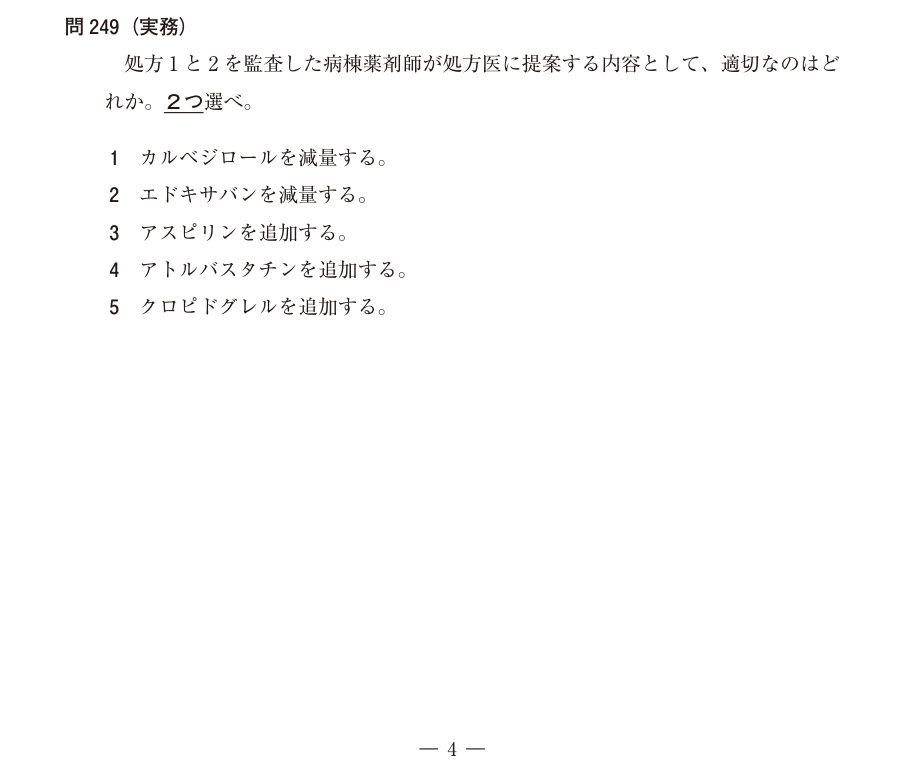 問 249（実務）
処方１と２を監査した病棟薬剤師が処方医に提案する内容として、適切なのはど
れか。２つ選べ。
1 カルベジロールを減量する。
2 エドキサバンを減量する。
3 アスピリンを追加する。
4 アトルバスタチンを追加する。
5 クロピドグレルを追加する。
― 4 ―